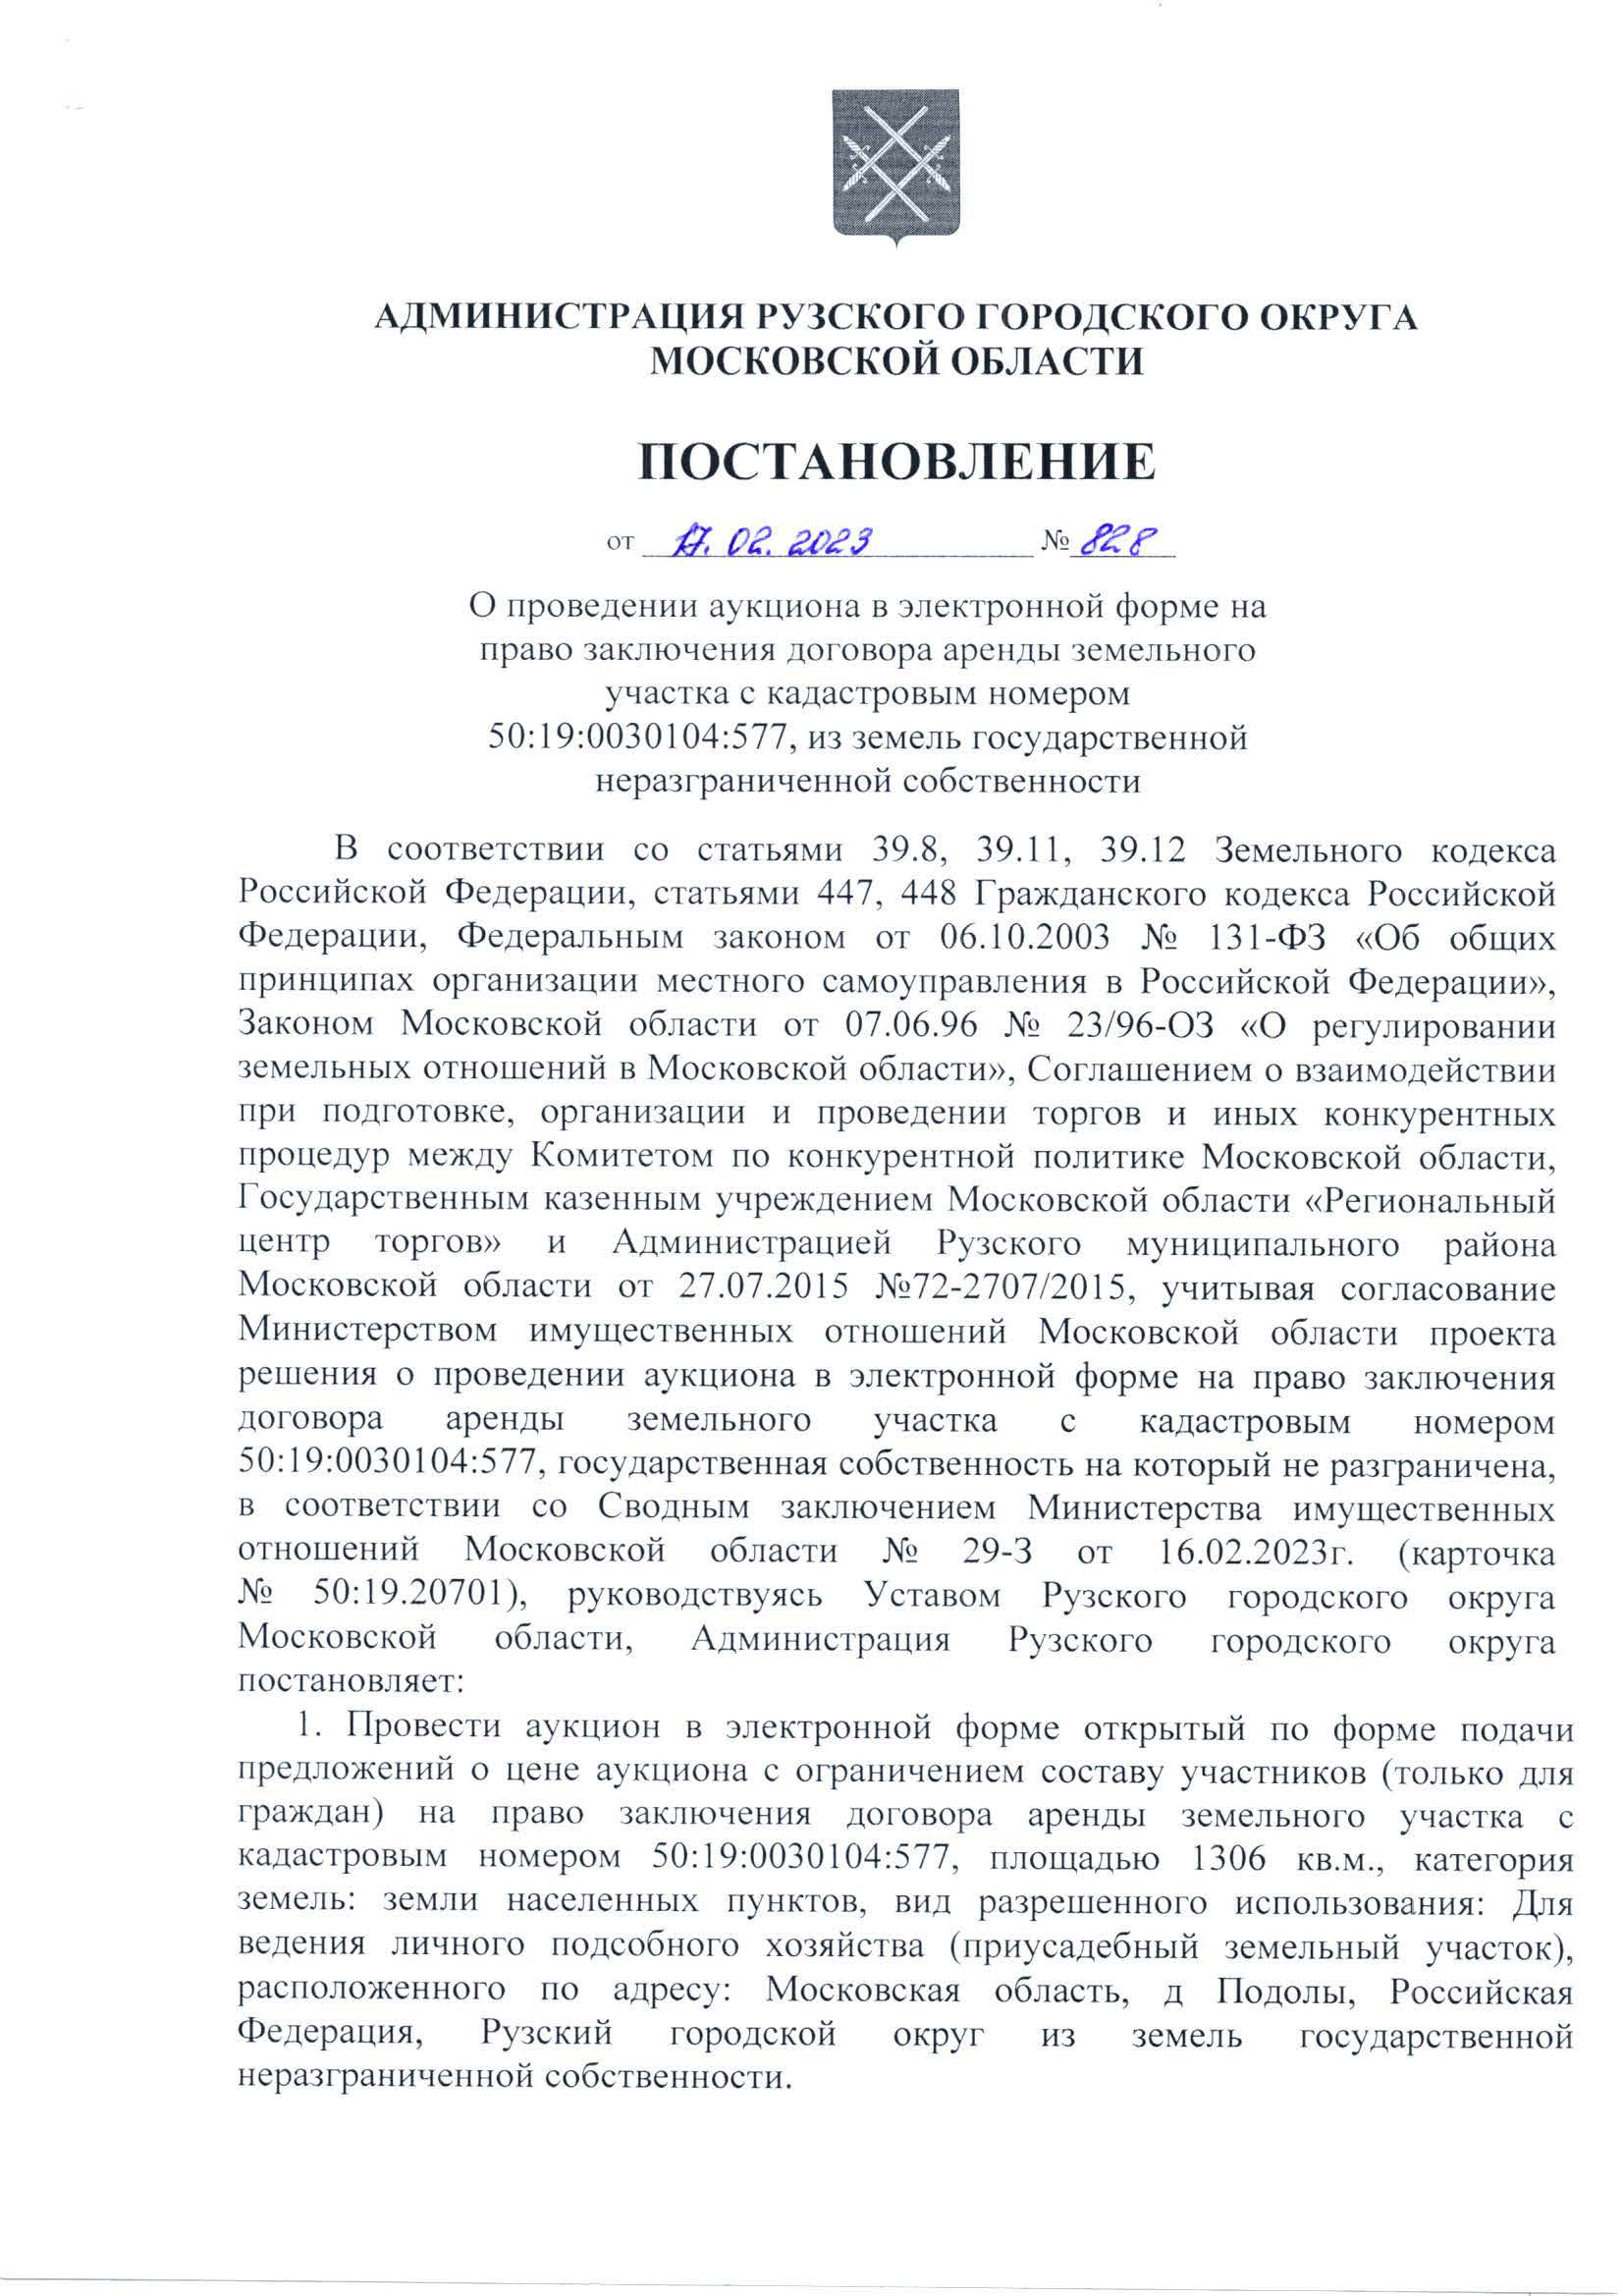 АДМИНИСТРАЦИЯ РУЗСКОГО ГОРОДСКОГО ОКРУГА
МОСКОВСКОЙ ОБЛАСТИ
ПОСТАНОВЛЕНИЕ
от 17.02.2023 № 828
О проведении аукциона в электронной форме на
право заключения договора аренды земельного
участка с кадастровым номером
50:19:0030104:577, из земель государственной
неразграниченной собственности
В соответствии со статьями 39.8, 39.11, 39.12 Земельного кодекса
Российской Федерации, статьями 447, 448 Гражданского кодекса Российской
Федерации, Федеральным законом от 06.10.2003 № 131-ФЗ «Об общих
принципах организации местного самоуправления в Российской Федерации»,
Законом Московской области от 07.06.96 № 23/96-ОЗ «О регулировании
земельных отношений в Московской области», Соглашением о взаимодействии
при подготовке, организации и проведении торгов и иных конкурентных
процедур между Комитетом по конкурентной политике Московской области,
Государственным казенным учреждением Московской области «Региональный
центр торгов» и Администрацией Рузского муниципального района
Московской области от 27.07.2015 №72-2707/2015, учитывая согласование
Министерством имущественных отношений Московской области проекта
решения о проведении аукциона в электронной форме на право заключения
договора аренды земельного участка с кадастровым номером
50:19:0030104:577, государственная собственность на который не разграничена,
в соответствии со Сводным заключением Министерства имущественных
отношений Московской области № 29-З от 16.02.2023г. (карточка
№ 50:19.20701), руководствуясь Уставом Рузского городского округа
Московской области, Администрация Рузского городского округа
постановляет:
1. Провести аукцион в электронной форме открытый по форме подачи
предложений о цене аукциона с ограничением составу участников (только для
граждан) на право заключения договора аренды земельного участка с
кадастровым номером 50:19:0030104:577, площадью 1306 кв.м., категория
земель: земли населенных пунктов, вид разрешенного использования: Для
ведения личного подсобного хозяйства (приусадебный земельный участок),
расположенного по адресу: Московская область, д Подолы, Российская
Федерация, Рузский городской округ из земель государственной
неразграниченной собственности.